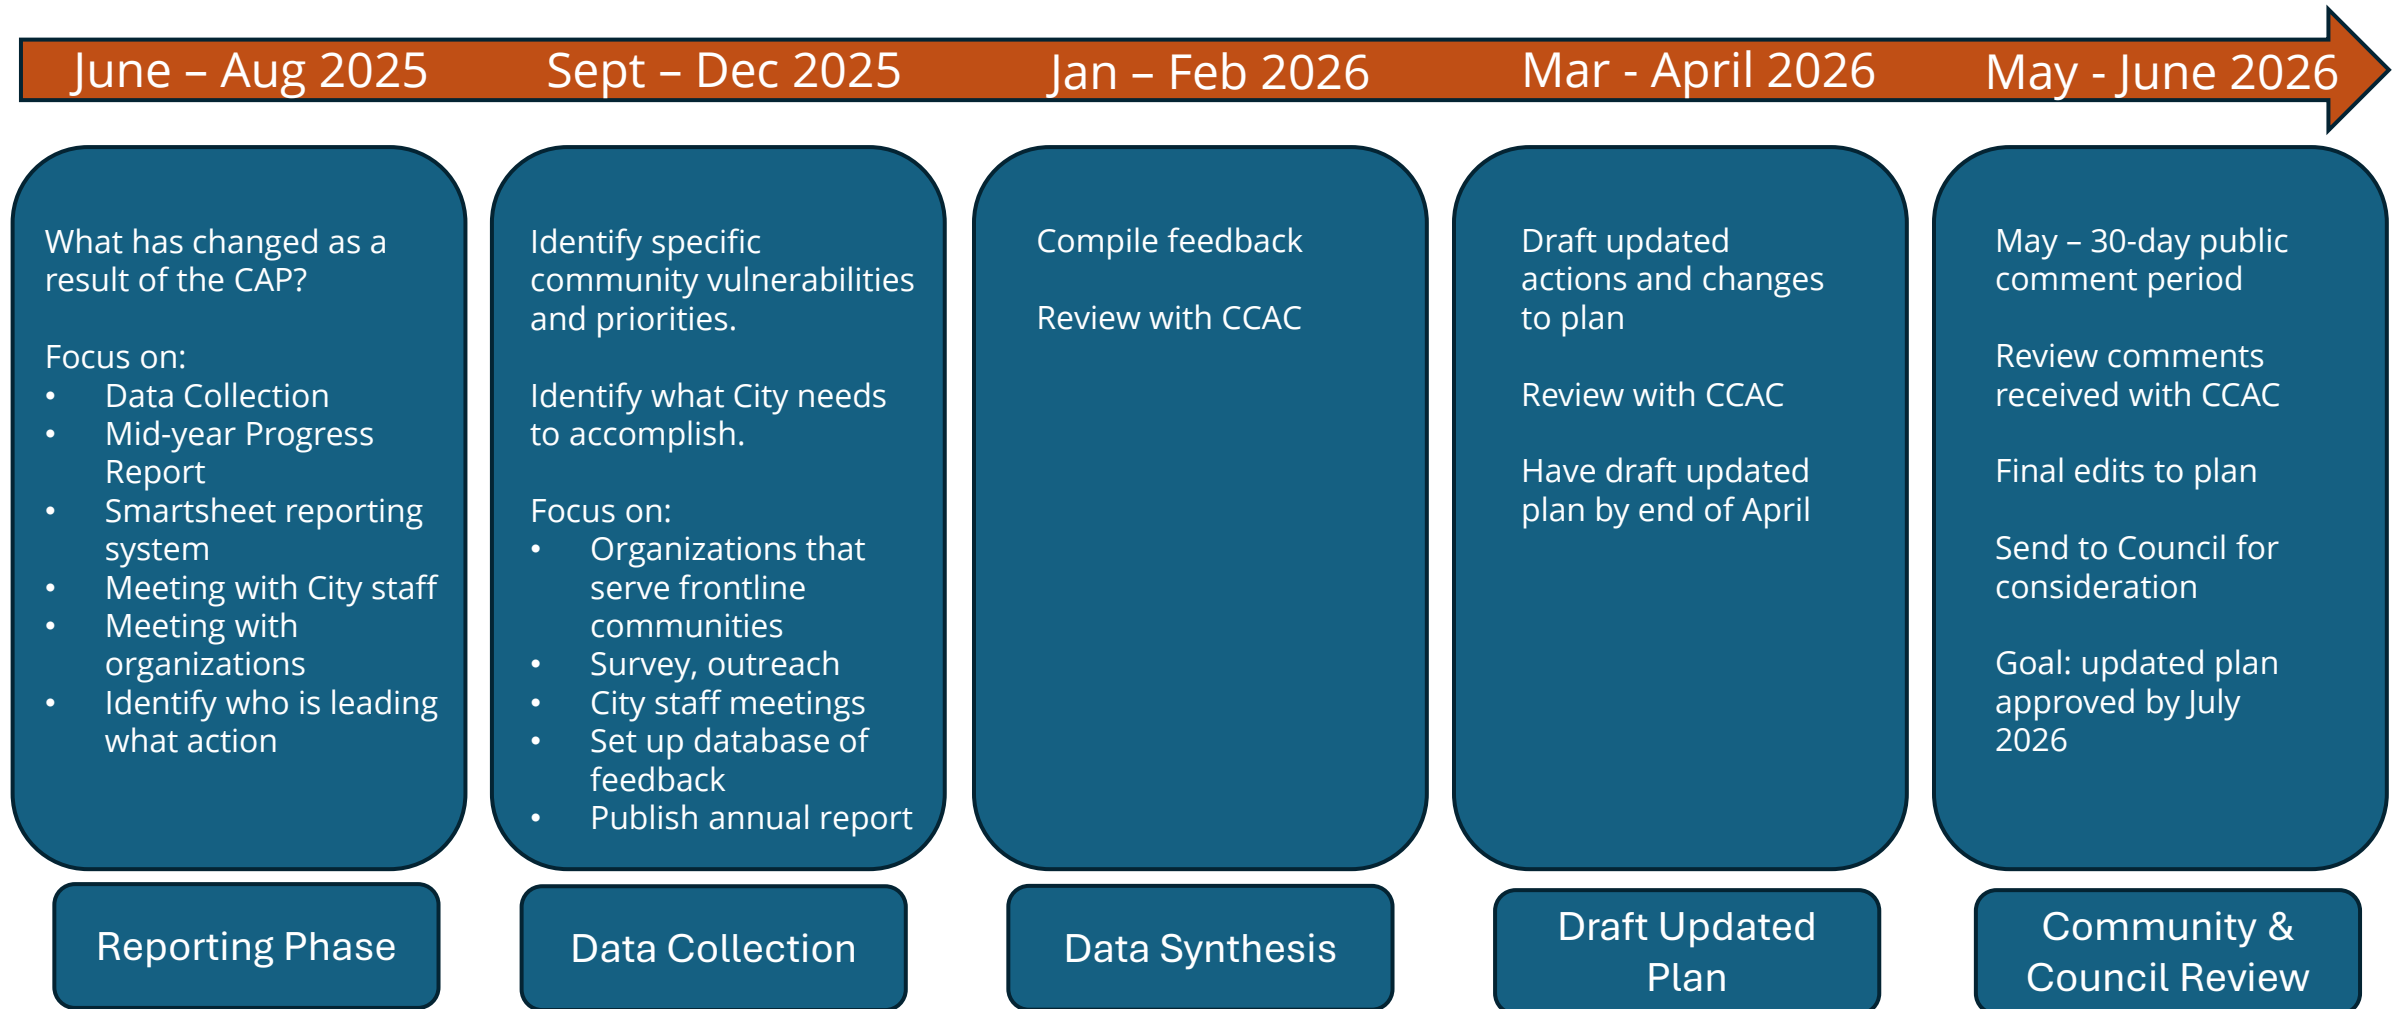 June – Aug 2025
Sept – Dec 2025
Jan – Feb 2026
Mar - April 2026
May - June 2026
What has changed as a
result of the CAP?
Focus on:
• Data Collection
• Mid-year Progress
Report
• Smartsheet reporting
system
• Meeting with City staff
• Meeting with
organizations
• Identify who is leading
what action
Reporting Phase
Identify specific
community vulnerabilities
and priorities.
Identify what City needs
to accomplish.
Focus on:
• Organizations that
serve frontline
communities
• Survey, outreach
• City staff meetings
• Set up database of
feedback
• Publish annual report
Data Collection
Compile feedback
Review with CCAC
Data Synthesis
Draft updated
actions and changes
to plan
Review with CCAC
Have draft updated
plan by end of April
Draft Updated
Plan
May – 30-day public
comment period
Review comments
received with CCAC
Final edits to plan
Send to Council for
consideration
Goal: updated plan
approved by July
2026
Community &
Council Review